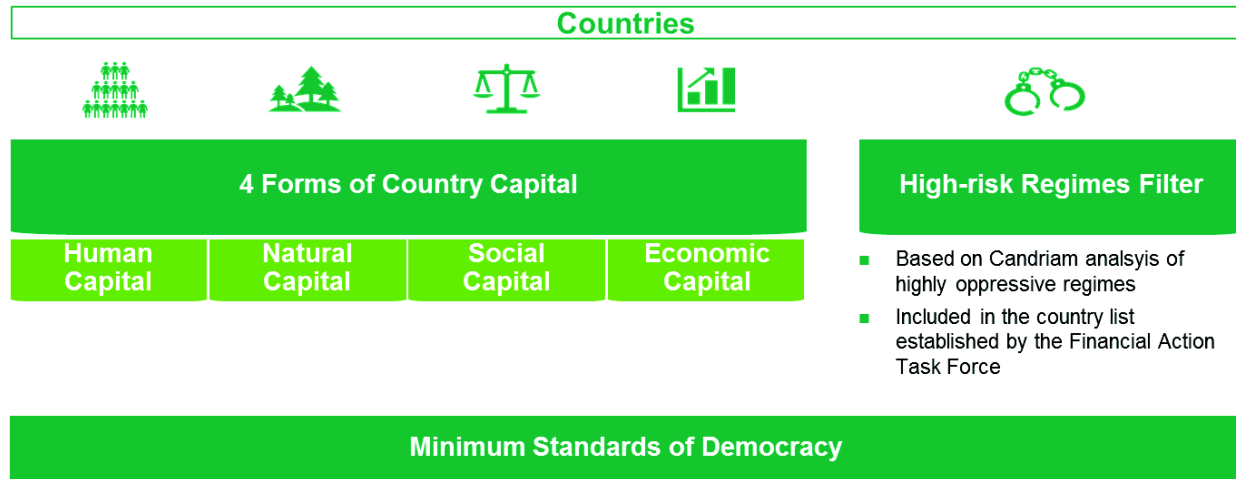 Countries
4 Forms of Country Capital
High-risk Regimes Filter
Human
Capital
Natural
Capital
Social
Capital
Economic
Capital
Based on Candriam analsyis of
highly oppressive regimes
Included in the country list
established by the Financial Action
Task Force
Minimum Standards of Democracy